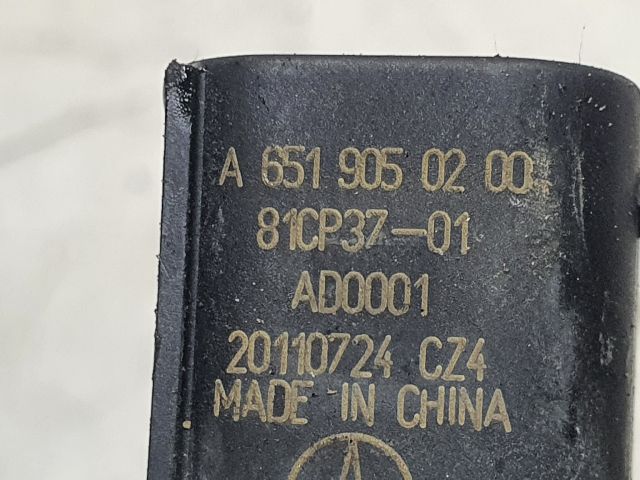 A 651 905 02 00
81CP37-01
AD0001
20110724 CZ4
MADE IN CHINA